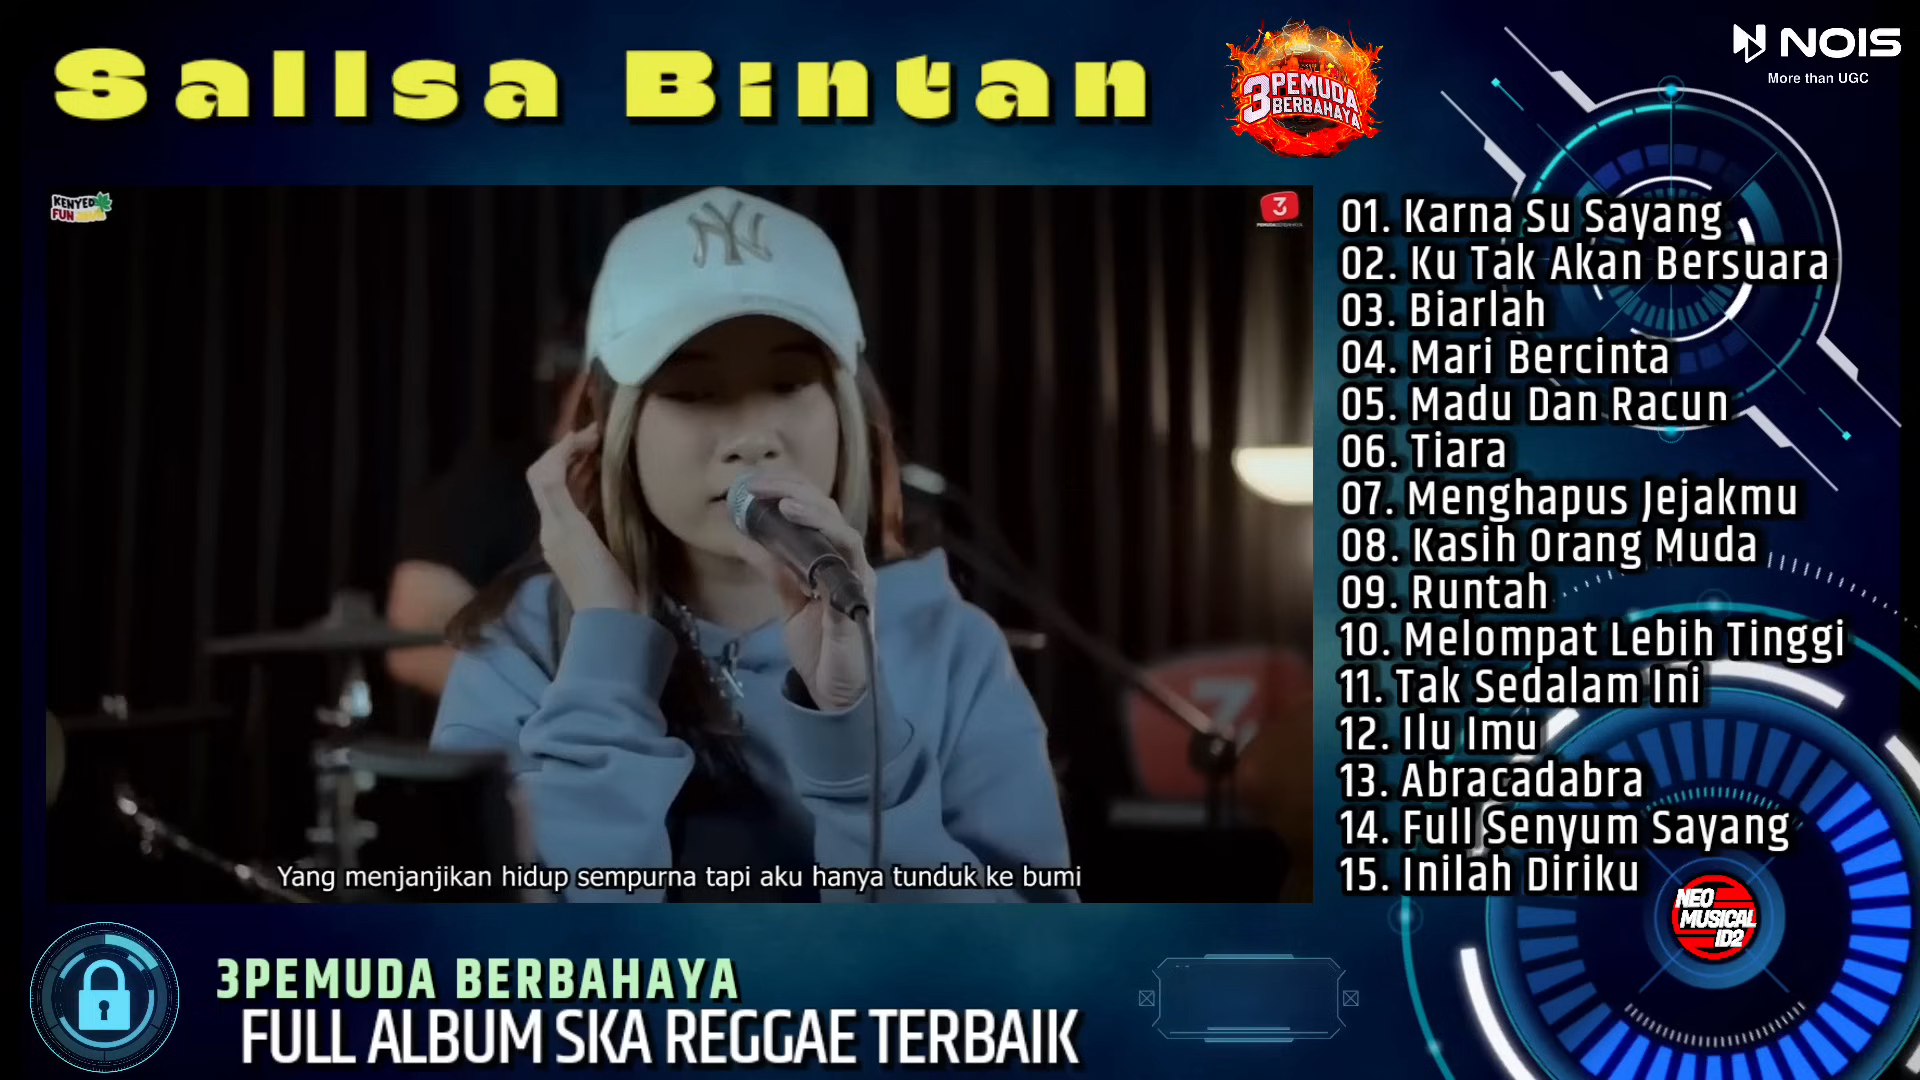 SalIsa Bintan
3PEMUDA
BERBAHAYA
NOIS
More than UGC
KENYED
FUN
NY
3
01. Karna Su Sayang
02. Ku Tak Akan Bersuara
03. Biarlah
04. Mari Bercinta
05. Madu Dan Racun
06. Tiara
07. Menghapus Jejakmu
08. Kasih Orang Muda
09. Runtah
10. Melompat Lebih Tinggi
11. Tak Sedalam Ini
12. Ilu Imu
13. Abracadabra
14. Full Senyum Sayang
15. Inilah Diriku
3
Yang menjanjikan hidup sempurna tapi aku hanya tunduk ke bumi
NEO
MUSICAL
ID2
3PEMUDA BERBAHAYA
FULL ALBUM SKA REGGAE TERBAIK